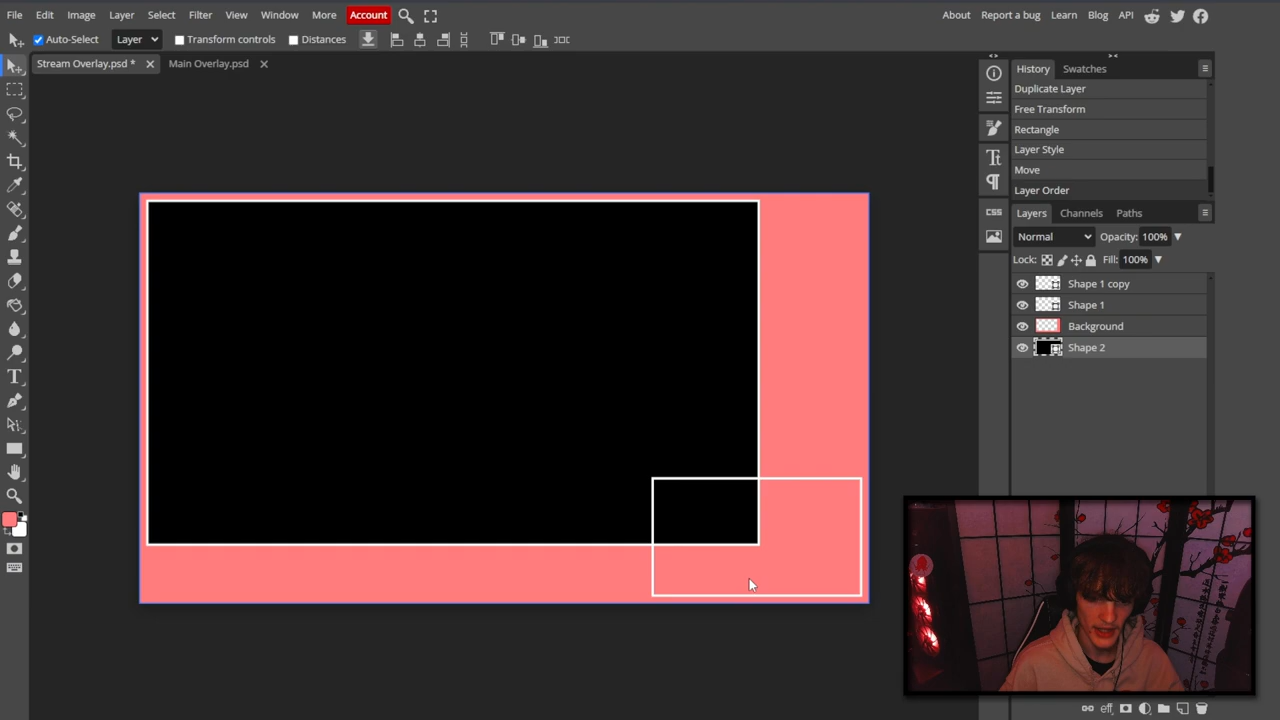 File Edit Image Layer Select Filter View Window More Account About Report a bug Learn Blog API
Auto-Select Layer Transform controls Distances
Stream Overlay.psd * Main Overlay.psd
History Swatches
Duplicate Layer
Free Transform
Rectangle
Layer Style
Move
Layer Order
CSS
Layers Channels Paths
Normal Opacity: 100%
Lock: Fill: 100%
Shape 1 copy
Shape 1
Background
Shape 2
eff